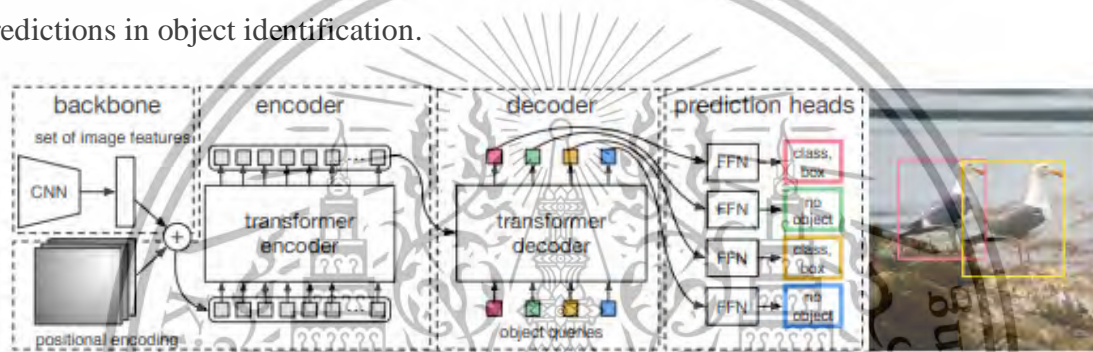 redictions in object identification.
backbone
encoder
decoder
prediction heads
set of image features
CNN
+
positional encoding
transformer
encoder
transformer
decoder
object queries
FFN
class,
box
FFN
no
object
FFN
class,
box
FFN
no
object